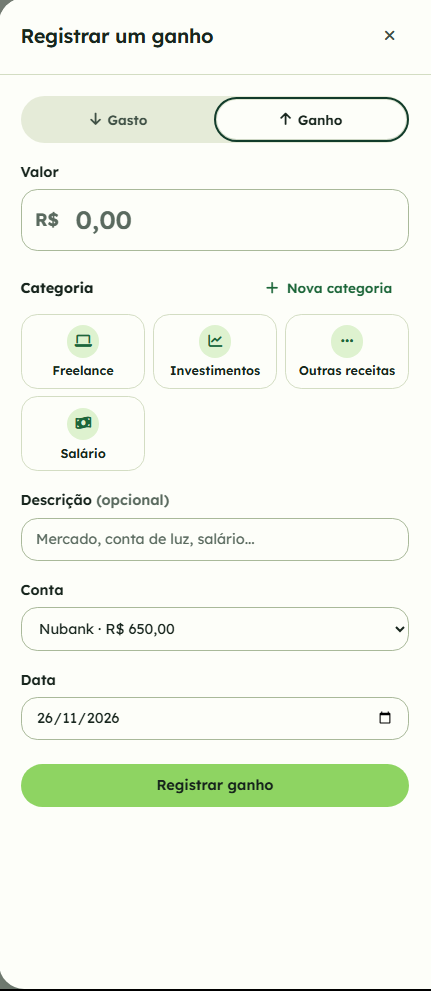 Registrar um ganho
Gasto
Ganho
Valor
R$ 0,00
Categoria
Nova categoria
Freelance
Investimentos
Outras receitas
Salário
Descrição (opcional)
Mercado, conta de luz, salário...
Conta
Nubank · R$ 650,00
Data
26/11/2026
Registrar ganho